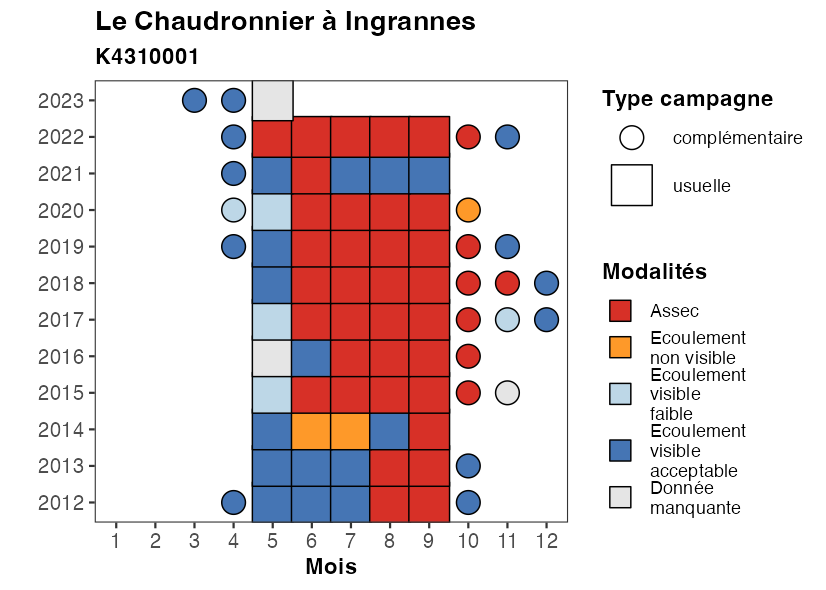 Le Chaudronnier à Ingrannes
K4310001
2023
2022
2021
2020
2019
2018
2017
2016
2015
2014
2013
2012
1 2 3 4 5 6 7 8 9 10 11 12
Mois
Type campagne
complémentaire
usuelle
Modalités
Assec
Ecoulement
non visible
Ecoulement
visible
faible
Ecoulement
visible
acceptable
Donnée
manquante